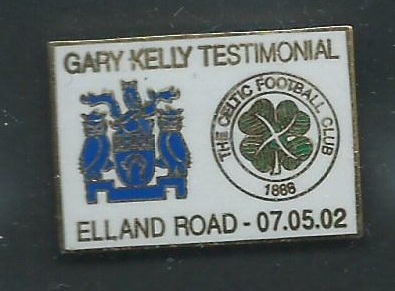 GARY KELLY TESTIMONIAL
THE CELTIC FOOTBALL CLUB
1888
ELLAND ROAD - 07.05.02